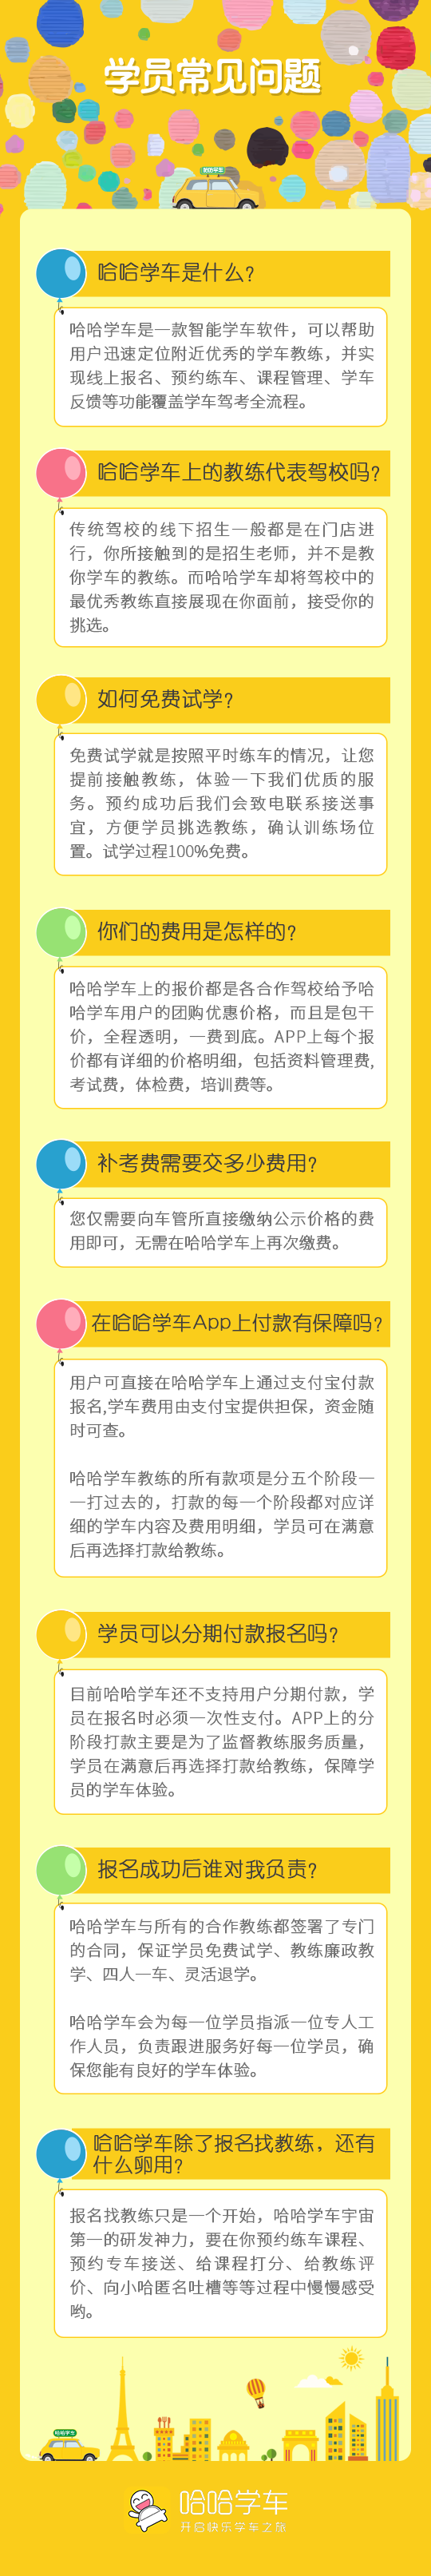 学员常见问题
哈哈学车
哈哈学车是什么?
哈哈学车是一款智能学车软件，可以帮助
用户迅速定位附近优秀的学车教练，并实
现线上报名、预约练车、课程管理、学车
反馈等功能覆盖学车驾考全流程。
哈哈学车上的教练代表驾校吗?
传统驾校的线下招生一般都是在门店进
行，你所接触到的是招生老师，并不是教
你学车的教练。而哈哈学车却将驾校中的
最优秀教练直接展现在你面前，接受你的
挑选。
如何免费试学?
免费试学就是按照平时练车的情况，让您
提前接触教练，体验一下我们优质的服
务。预约成功后我们会致电联系接送事
宜，方便学员挑选教练，确认训练场位
置。试学过程100%免费。
你们的费用是怎样的?
哈哈学车上的报价都是各合作驾校给予哈
哈学车用户的团购优惠价格，而且是包干
价，全程透明，一费到底。APP上每个报
价都有详细的价格明细，包括资料管理费,
考试费，体检费，培训费等。
补考费需要交多少费用?
您仅需要向车管所直接缴纳公示价格的费
用即可，无需在哈哈学车上再次缴费。
在哈哈学车App上付款有保障吗?
用户可直接在哈哈学车上通过支付宝付款
报名,学车费用由支付宝提供担保，资金随
时可查。
哈哈学车教练的所有款项是分五个阶段一
一打过去的，打款的每一个阶段都对应详
细的学车内容及费用明细，学员可在满意
后再选择打款给教练。
学员可以分期付款报名吗?
目前哈哈学车还不支持用户分期付款，学
员在报名时必须一次性支付。APP上的分
阶段打款主要是为了监督教练服务质量，
学员在满意后再选择打款给教练，保障学
员的学车体验。
报名成功后谁对我负责?
哈哈学车与所有的合作教练都签署了专门
的合同，保证学员免费试学、教练廉政教
学、四人一车、灵活退学。
哈哈学车会为每一位学员指派一位专人工
作人员，负责跟进服务好每一位学员，确
保您能有良好的学车体验。
哈哈学车除了报名找教练，还有
什么卵用?
报名找教练只是一个开始，哈哈学车宇宙
第一的研发神力，要在你预约练车课程、
预约专车接送、给课程打分、给教练评
价、向小哈匿名吐槽等等过程中慢慢感受
哟。
哈哈学车
哈哈学车
开启快乐学车之旅